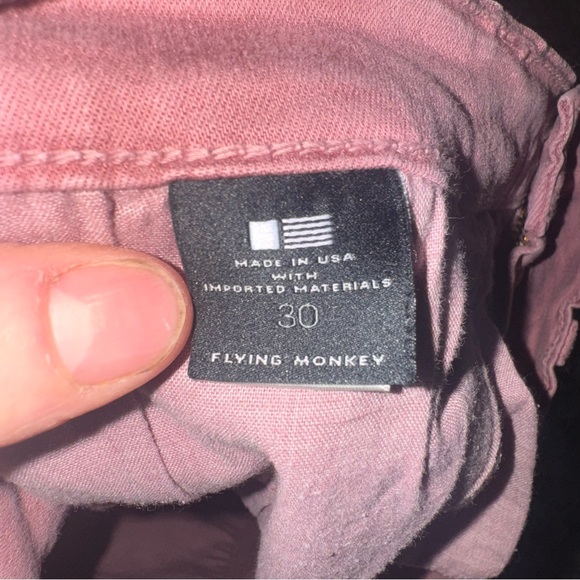 MADE IN USA
WITH
IMPORTED MATERIALS
30
FLYING MONKEY